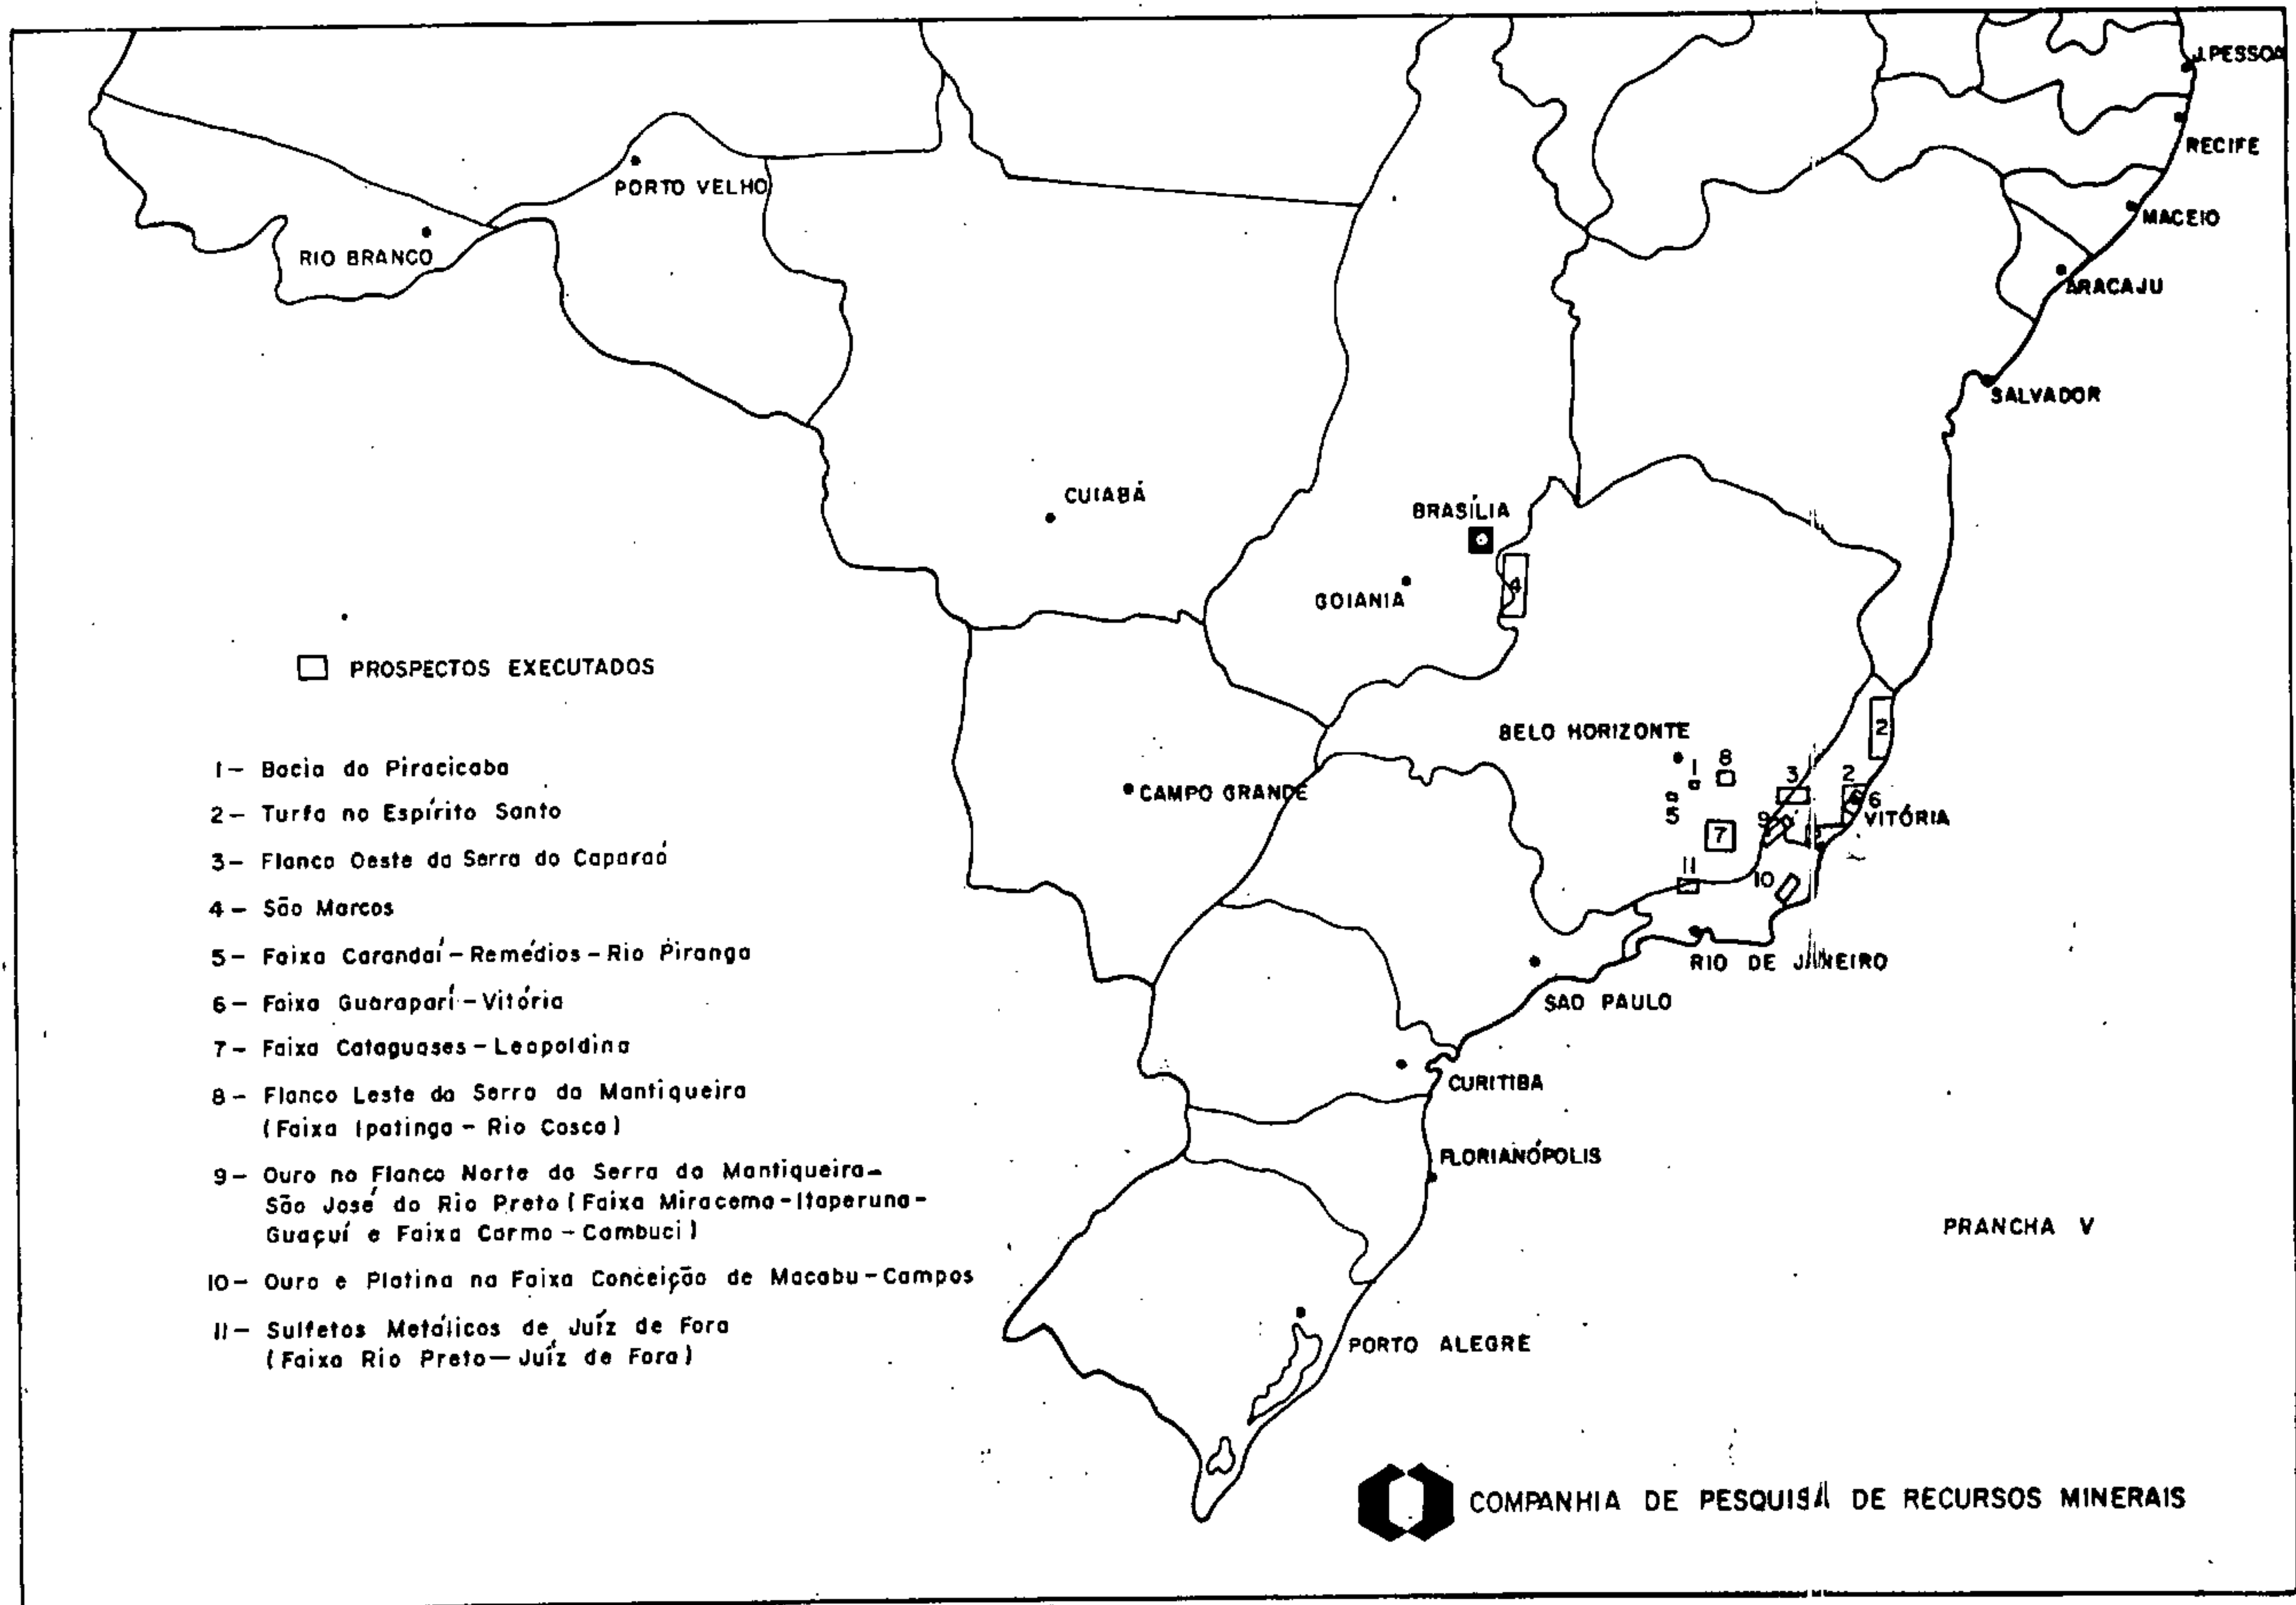 J. PESSOA
RECIFE
PORTO VELHO
MACEIO
RIO BRANCO
ARACAJU
SALVADOR
CUIABÁ
BRASÍLIA
GOIANIA
4
PROSPECTOS EXECUTADOS
BELO HORIZONTE
2
1 8
3 2
6
5
VITÓRIA
9
7
11
10
CAMPO GRANDE
1- Bacia do Piracicaba
2- Turfa no Espírito Santo
3- Flanco Oeste da Serra do Caparaó
4- São Marcos
5- Faixa Carandaí-Remédios-Rio Piranga
6- Faixa Guaraparí-Vitória
7- Faixa Cataguases-Leopoldina
8- Flanco Leste da Serra da Mantiqueira
(Faixa Ipatinga - Rio Casca)
9- Ouro no Flanco Norte da Serra da Mantiqueira-
São José do Rio Preto (Faixa Miracema-Itaperuna-
Guaçuí e Faixa Carmo-Cambuci)
10- Ouro e Platina na Faixa Conceição de Macabu-Campos
11- Sulfetos Metálicos de Juíz de Fora
(Faixa Rio Preto-Juíz de Fora)
RIO DE JANEIRO
SAO PAULO
CURITIBA
FLORIANÓPOLIS
PORTO ALEGRE
PRANCHA V
COMPANHIA DE PESQUISA DE RECURSOS MINERAIS